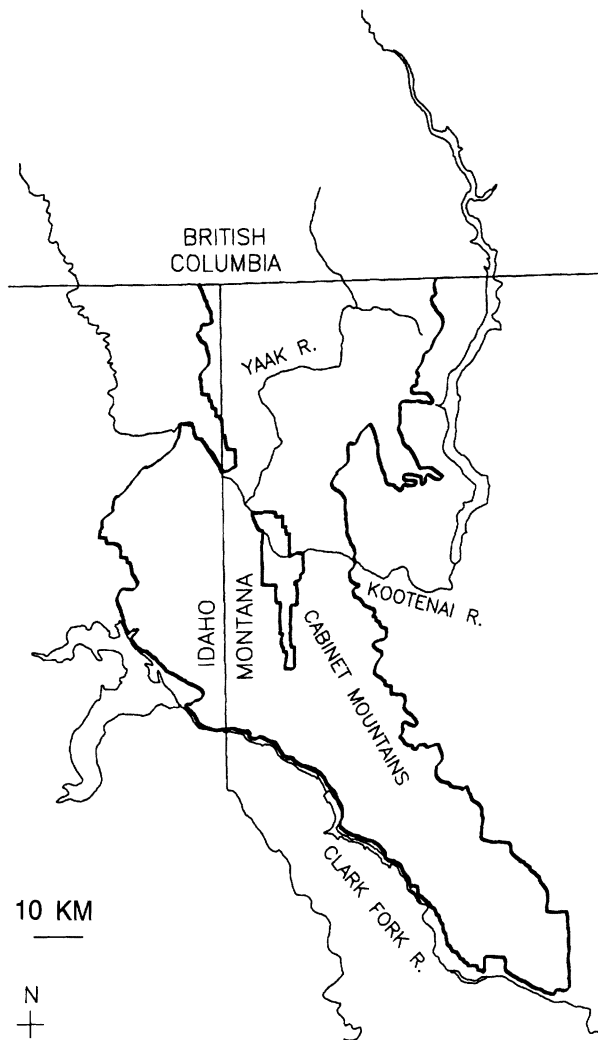 BRITISH
COLUMBIA
YAAK R.
IDAHO
MONTANA
KOOTENAI R.
CABINET MOUNTAINS
CLARK FORK R.
10 KM
N